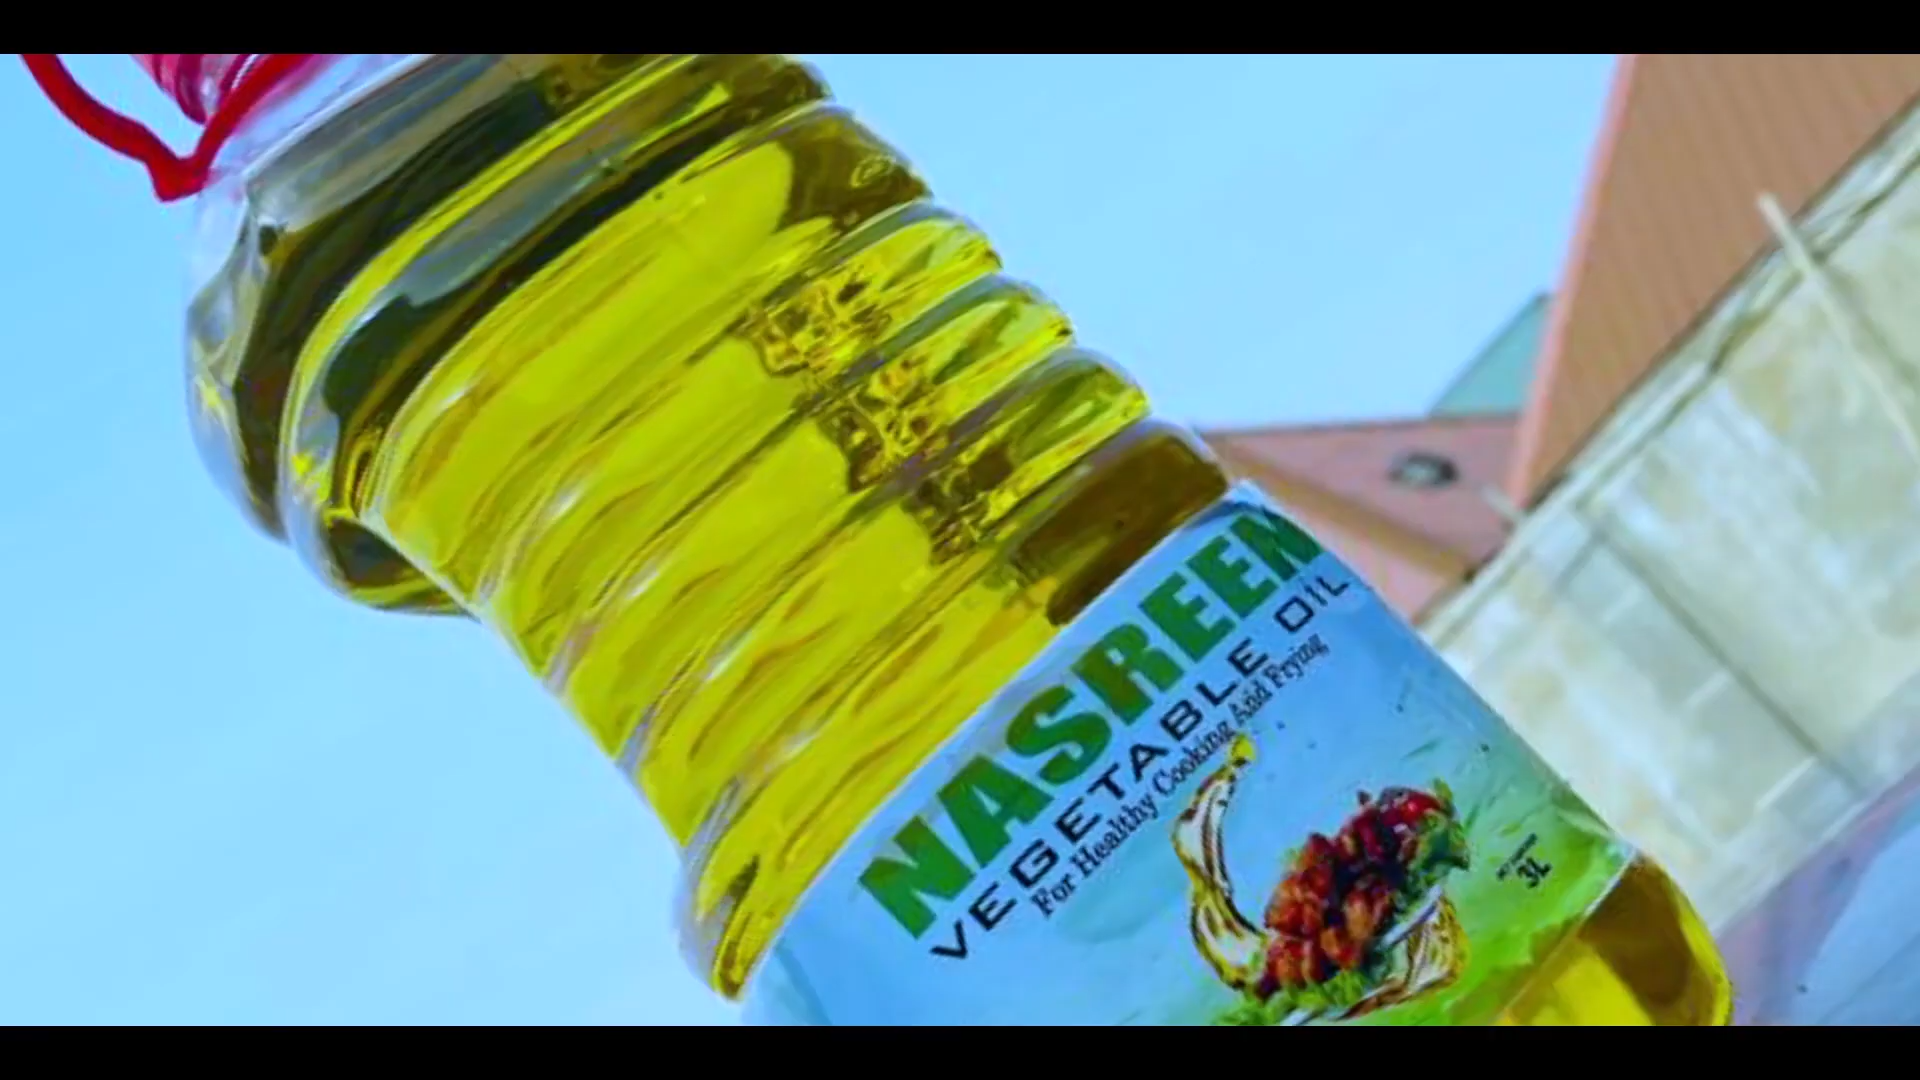 NASREEN
VEGETABLE OIL
For Healthy Cooking And Frying
3L